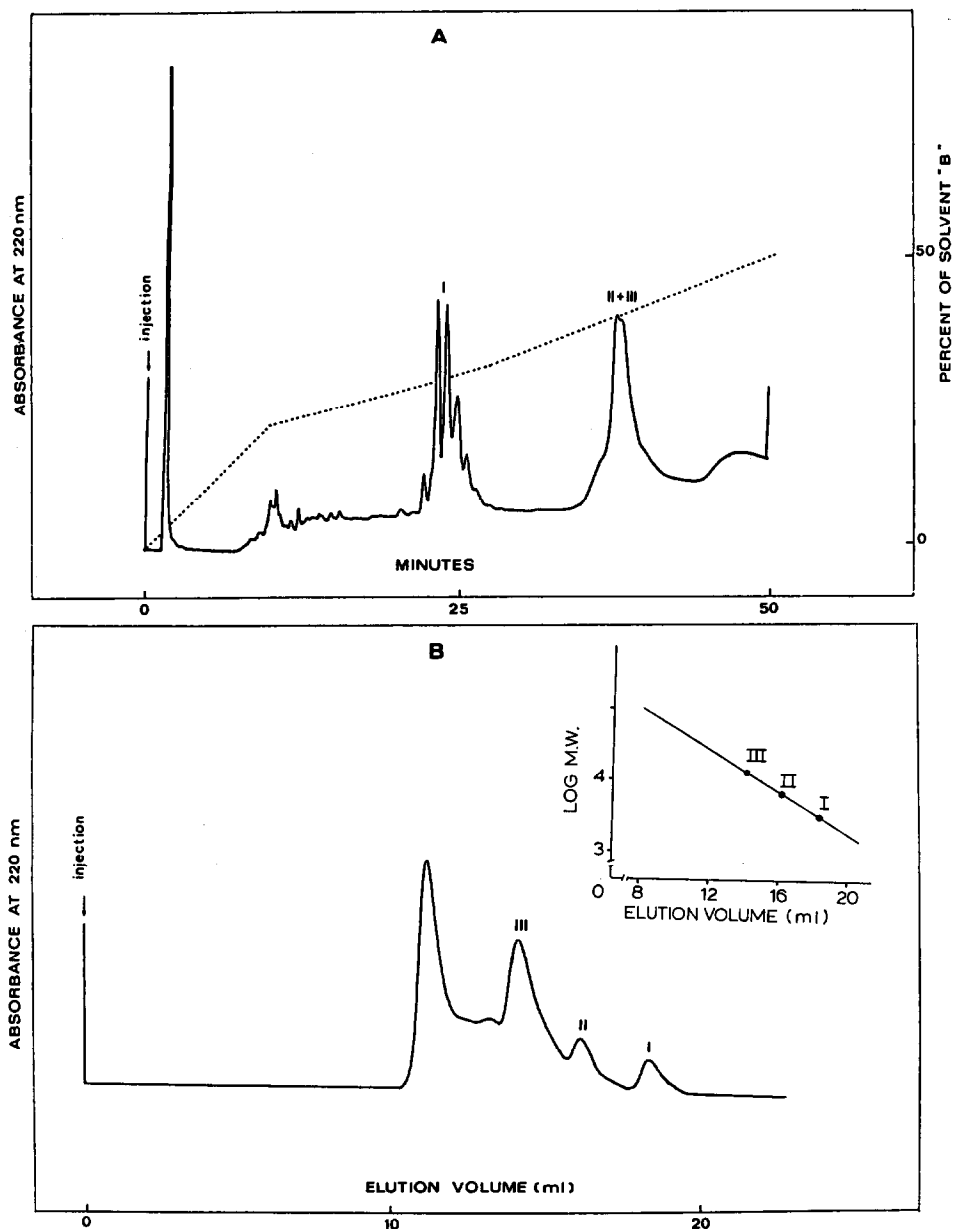 A
ABSORBANCE AT 220 nm
PERCENT OF SOLVENT "B"
injection
I
II + III
50
0
MINUTES
0 25 50
B
ABSORBANCE AT 220 nm
injection
III
II
I
LOG M.W.
4
3
III
II
I
0 8 12 16 20
ELUTION VOLUME (ml)
ELUTION VOLUME (ml)
0 10 20